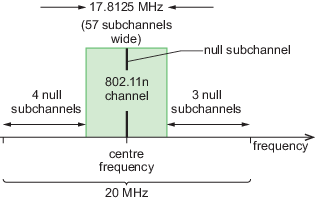 17.8125 MHz
(57 subchannels
wide)
null subchannel
802.11n
channel
4 null
subchannels
3 null
subchannels
frequency
centre
frequency
20 MHz